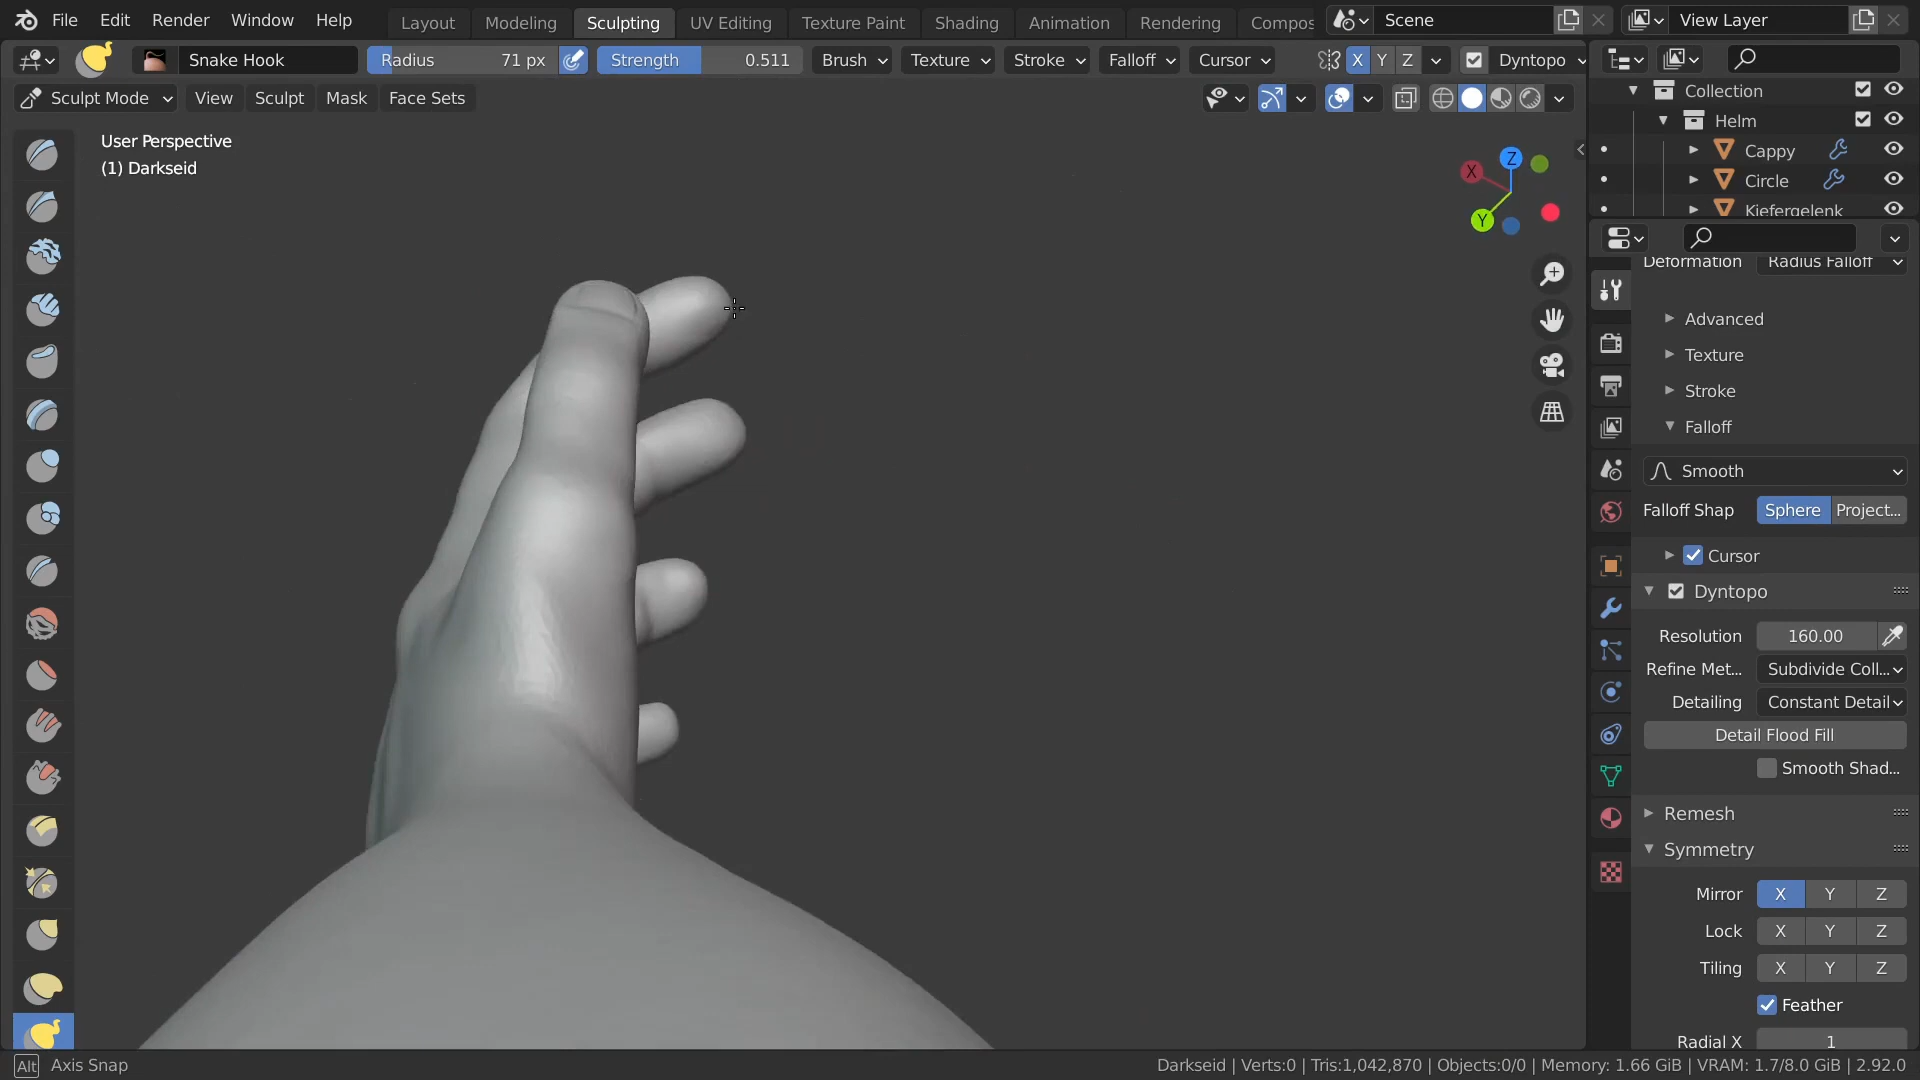 File Edit Render Window Help Layout Modeling Sculpting UV Editing Texture Paint Shading Animation Rendering Compos Scene View Layer
Snake Hook Radius 71 px Strength 0.511 Brush Texture Stroke Falloff Cursor X Y Z Dyntopo
Sculpt Mode View Sculpt Mask Face Sets
Collection
Helm
Cappy
Circle
Kiefergelenk
User Perspective
(1) Darkseid
X
Z
Y
Deformation Radius Falloff
Advanced
Texture
Stroke
Falloff
Smooth
Falloff Shap Sphere Project...
Cursor
Dyntopo
Resolution 160.00
Refine Met... Subdivide Coll...
Detailing Constant Detail
Detail Flood Fill
Smooth Shad...
Remesh
Symmetry
Mirror X Y Z
Lock X Y Z
Tiling X Y Z
Feather
Radial X 1
Alt Axis Snap
Darkseid | Verts:0 | Tris:1,042,870 | Objects:0/0 | Memory: 1.66 GiB | VRAM: 1.7/8.0 GiB | 2.92.0